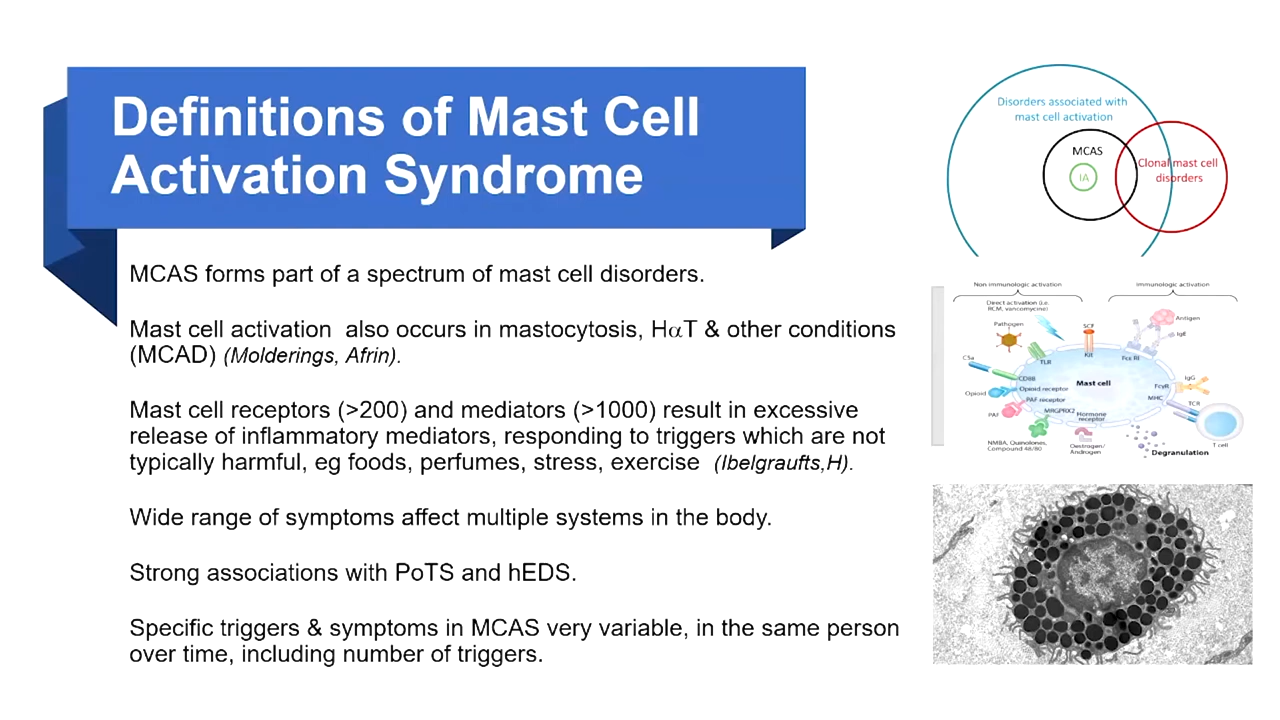 Definitions of Mast Cell
Activation Syndrome
MCAS forms part of a spectrum of mast cell disorders.
Mast cell activation  also occurs in mastocytosis, HαT & other conditions
(MCAD) (Molderings, Afrin).
Mast cell receptors (>200) and mediators (>1000) result in excessive
release of inflammatory mediators, responding to triggers which are not
typically harmful, eg foods, perfumes, stress, exercise  (Ibelgraufts,H).
Wide range of symptoms affect multiple systems in the body.
Strong associations with PoTS and hEDS.
Specific triggers & symptoms in MCAS very variable, in the same person
over time, including number of triggers.
Disorders associated with
mast cell activation
MCAS
IA
Clonal mast cell
disorders
Non immunologic activation
Immunologic activation
Direct activation (i.e.
RCM, vancomycine)
Pathogen
SCF
Antigen
IgE
TLR
Kit
Fcε RI
C5a
CD88
Mast cell
IgG
FcγR
Opioid
Opioid receptor
MHC
TCR
PAF receptor
PAF
MRGPRX2
Hormone
receptor
T cell
NMBA, Quinolones,
Compound 48/80
Oestrogen/
Androgen
Degranulation